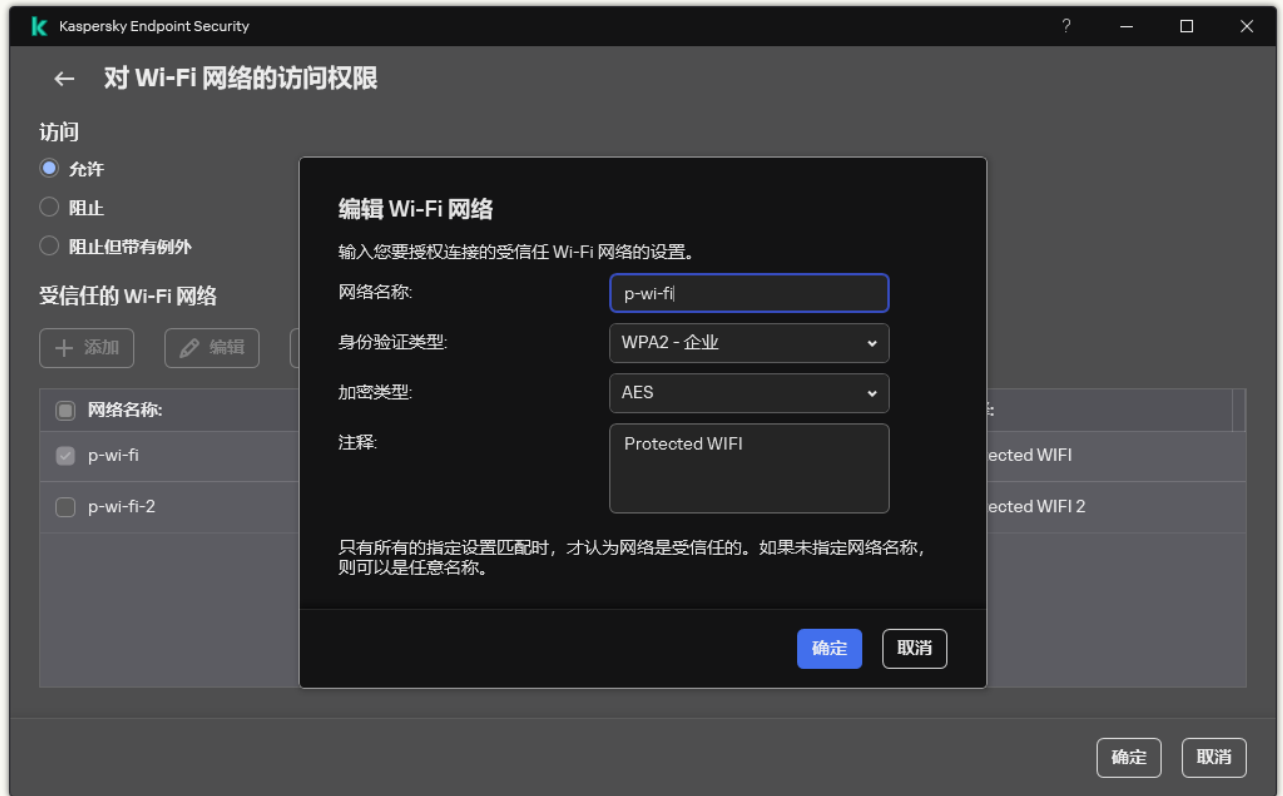 Kaspersky Endpoint Security
对 Wi-Fi 网络的访问权限
访问
允许
阻止
阻止但带有例外
受信任的 Wi-Fi 网络
添加
编辑
网络名称:
p-wi-fi
ected WIFI
p-wi-fi-2
ected WIFI 2
编辑 Wi-Fi 网络
输入您要授权连接的受信任 Wi-Fi 网络的设置。
网络名称:
p-wi-fi
身份验证类型:
WPA2 - 企业
加密类型:
AES
注释:
Protected WIFI
只有所有的指定设置匹配时，才认为网络是受信任的。如果未指定网络名称，
则可以是任意名称。
确定
取消
确定
取消